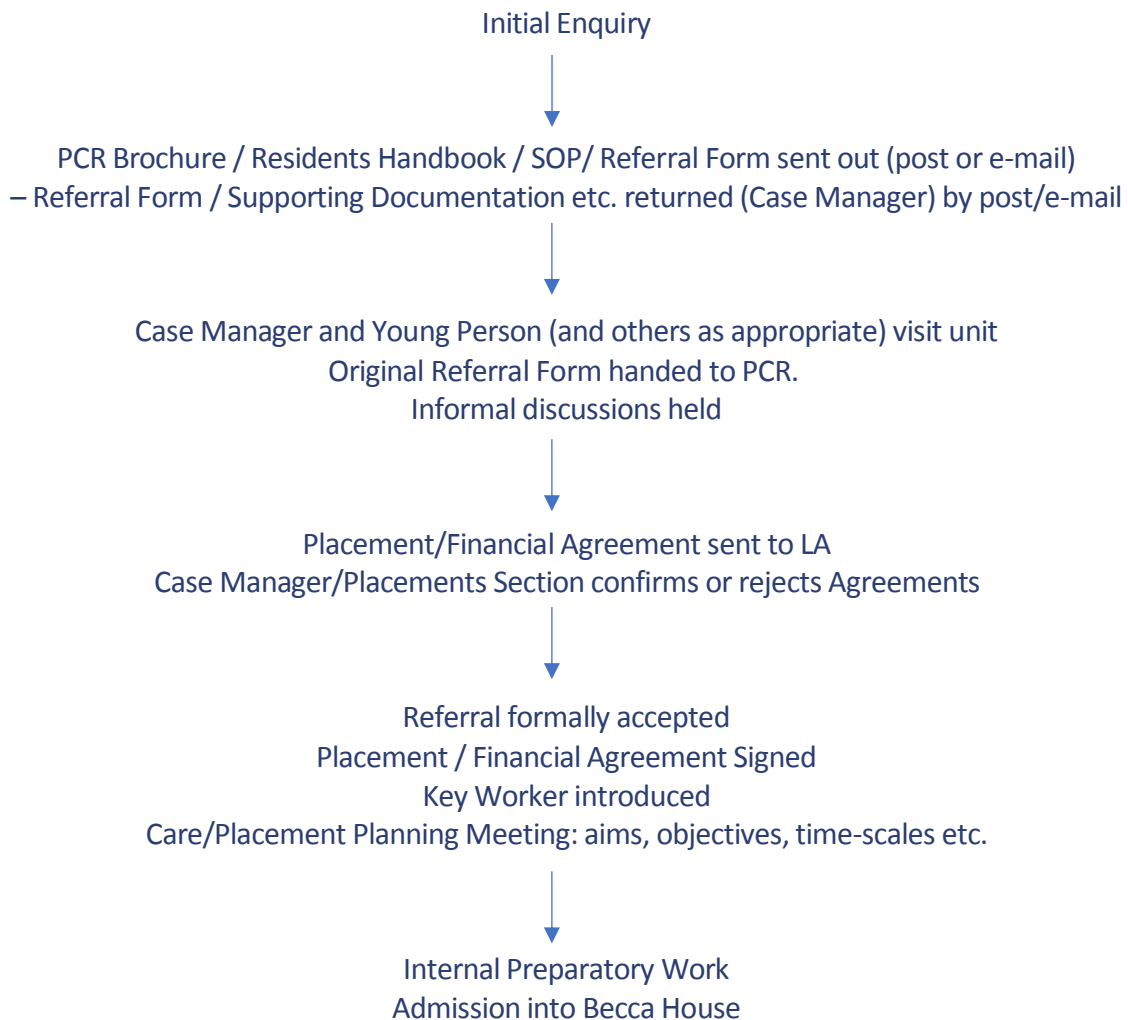 Initial Enquiry
PCR Brochure / Residents Handbook / SOP/ Referral Form sent out (post or e-mail)
– Referral Form / Supporting Documentation etc. returned (Case Manager) by post/e-mail
Case Manager and Young Person (and others as appropriate) visit unit
Original Referral Form handed to PCR.
Informal discussions held
Placement/Financial Agreement sent to LA
Case Manager/Placements Section confirms or rejects Agreements
Referral formally accepted
Placement / Financial Agreement Signed
Key Worker introduced
Care/Placement Planning Meeting: aims, objectives, time-scales etc.
Internal Preparatory Work
Admission into Becca House